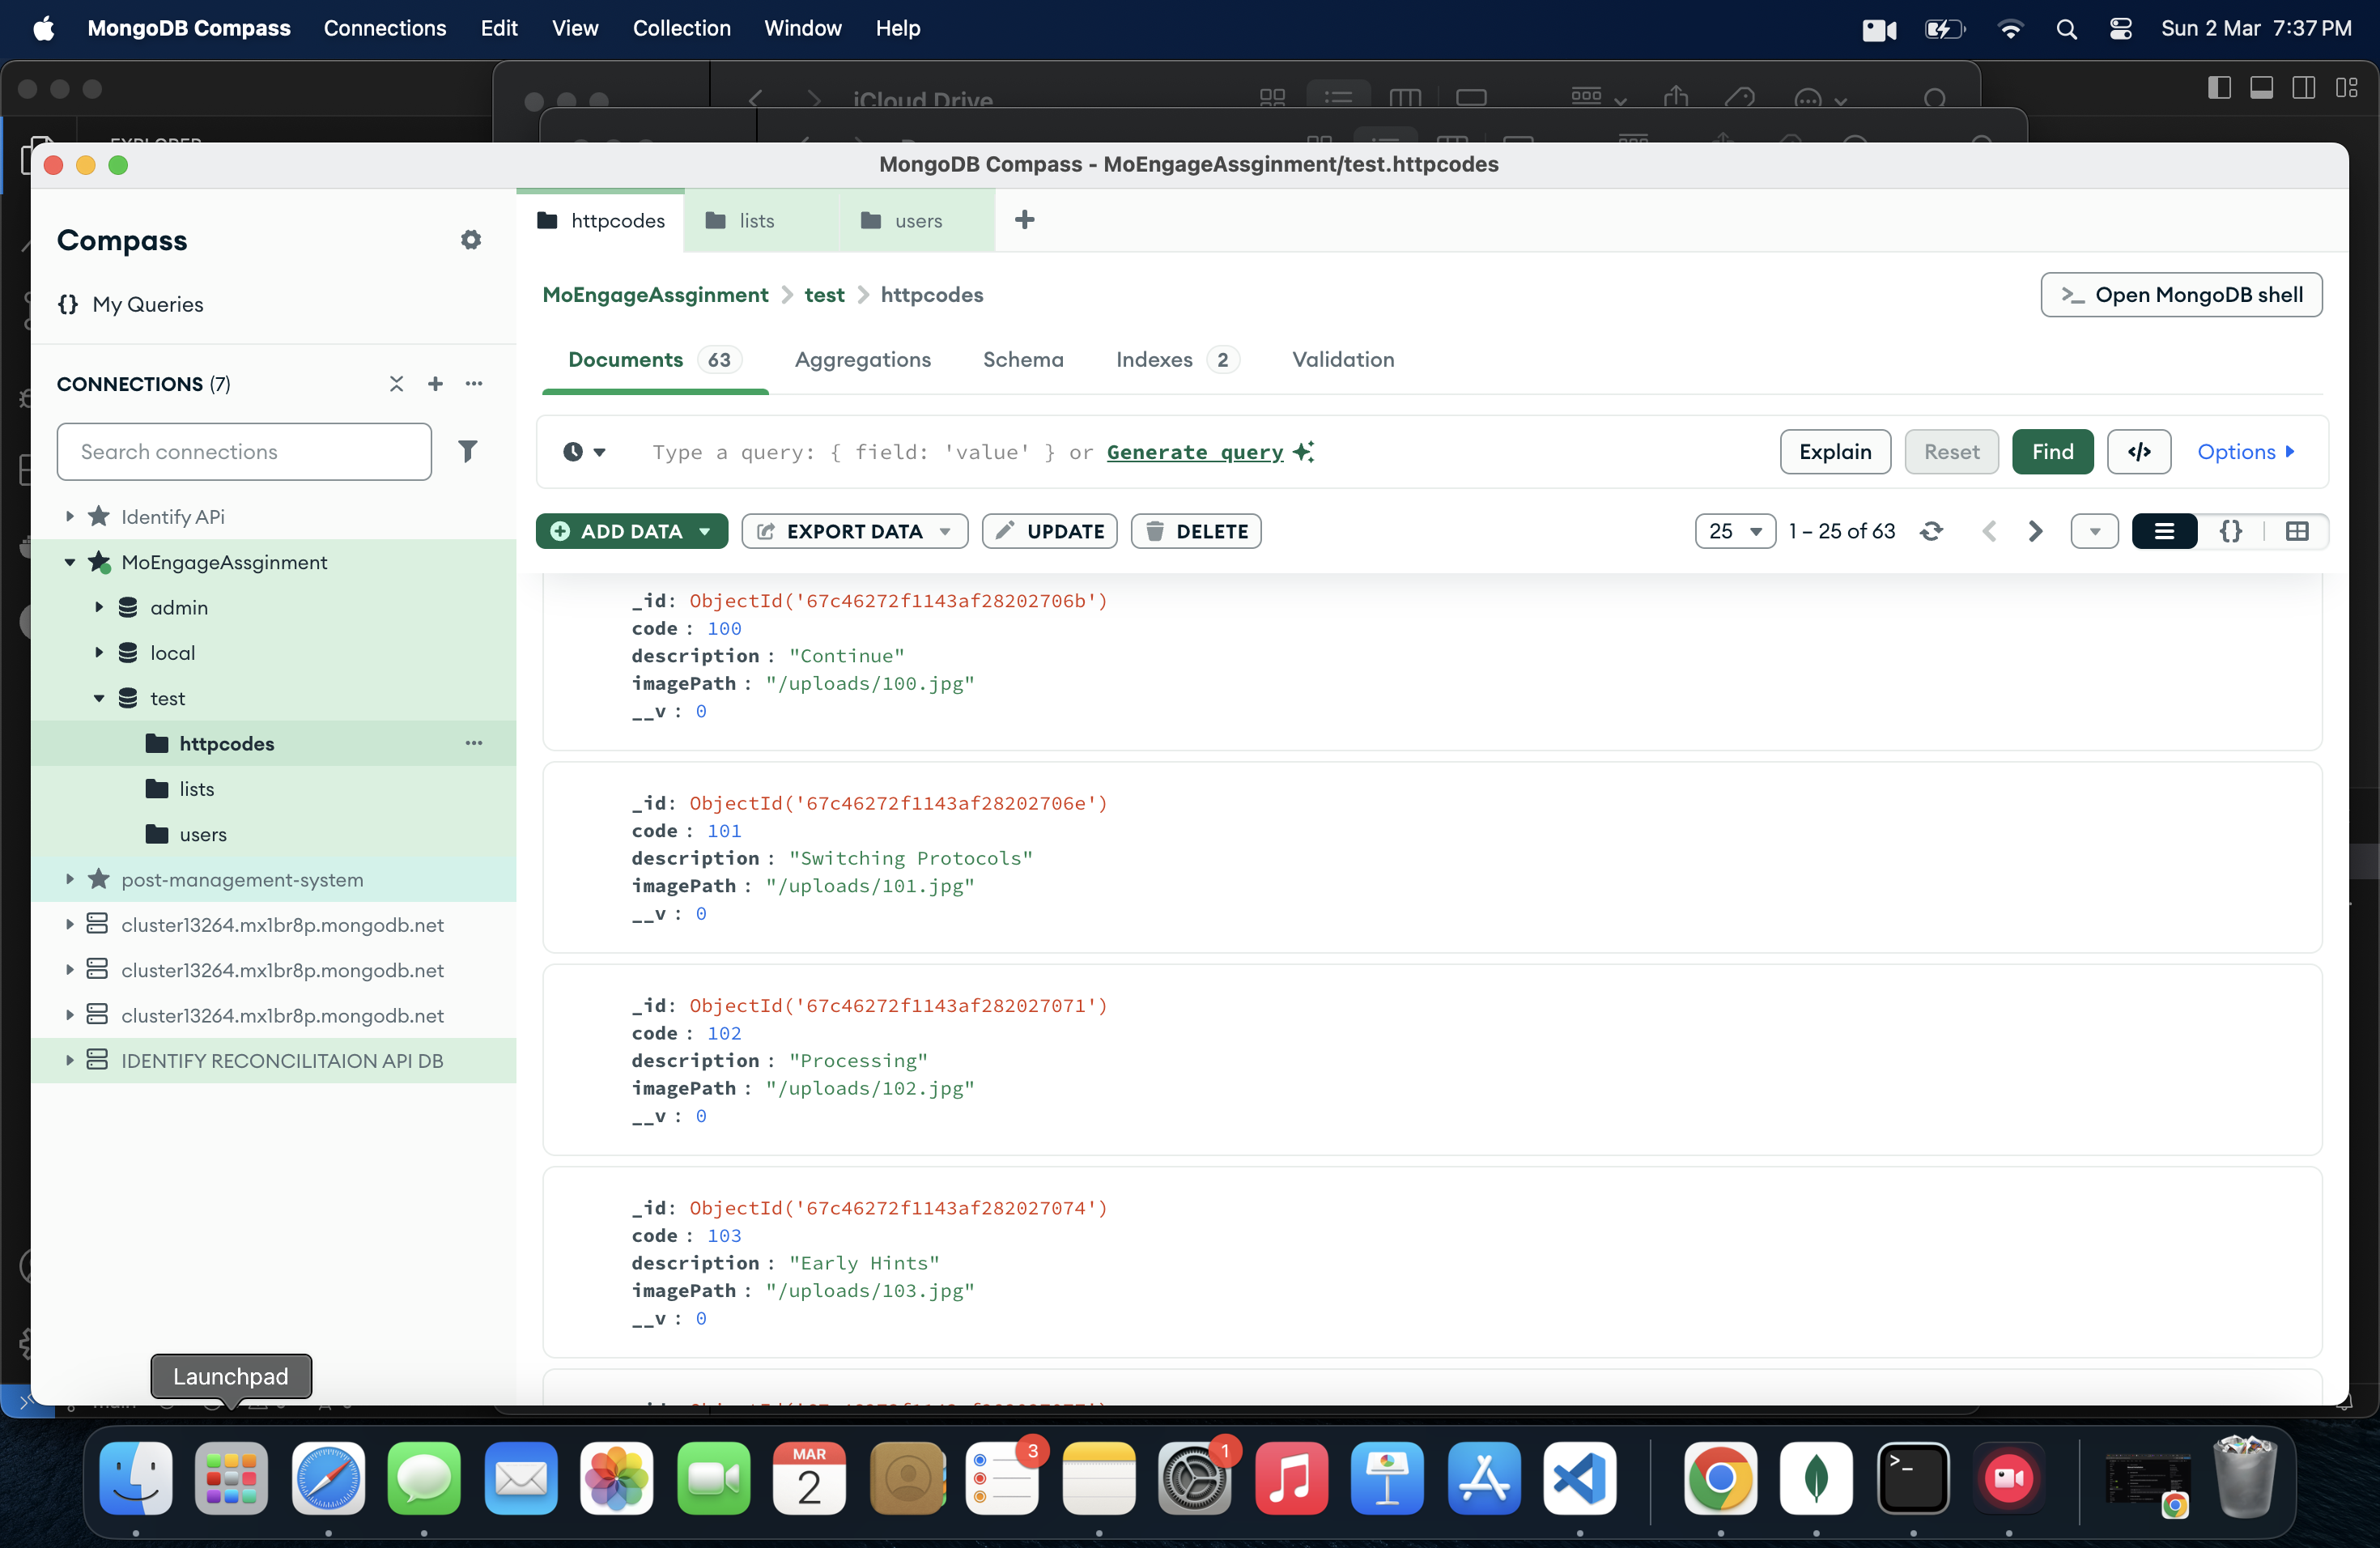 MongoDB Compass Connections Edit View Collection Window Help Sun 2 Mar 7:37 PM
iCloud Drive
EXPLORER
MongoDB Compass - MoEngageAssginment/test.httpcodes
Compass
{} My Queries
CONNECTIONS (7)
Search connections
Identify APi
MoEngageAssginment
admin
local
test
httpcodes
lists
users
post-management-system
cluster13264.mx1br8p.mongodb.net
cluster13264.mx1br8p.mongodb.net
cluster13264.mx1br8p.mongodb.net
IDENTIFY RECONCILITAION API DB
httpcodes lists users
MoEngageAssginment test httpcodes
>_ Open MongoDB shell
Documents 63 Aggregations Schema Indexes 2 Validation
Type a query: { field: 'value' } or Generate query
Explain Reset Find </> Options
ADD DATA EXPORT DATA UPDATE DELETE
25 1 – 25 of 63 {}
_id: ObjectId('67c46272f1143af28202706b')
code : 100
description : "Continue"
imagePath : "/uploads/100.jpg"
__v : 0
_id: ObjectId('67c46272f1143af28202706e')
code : 101
description : "Switching Protocols"
imagePath : "/uploads/101.jpg"
__v : 0
_id: ObjectId('67c46272f1143af282027071')
code : 102
description : "Processing"
imagePath : "/uploads/102.jpg"
__v : 0
_id: ObjectId('67c46272f1143af282027074')
code : 103
description : "Early Hints"
imagePath : "/uploads/103.jpg"
__v : 0
Launchpad
MAR
2
3
1
>_